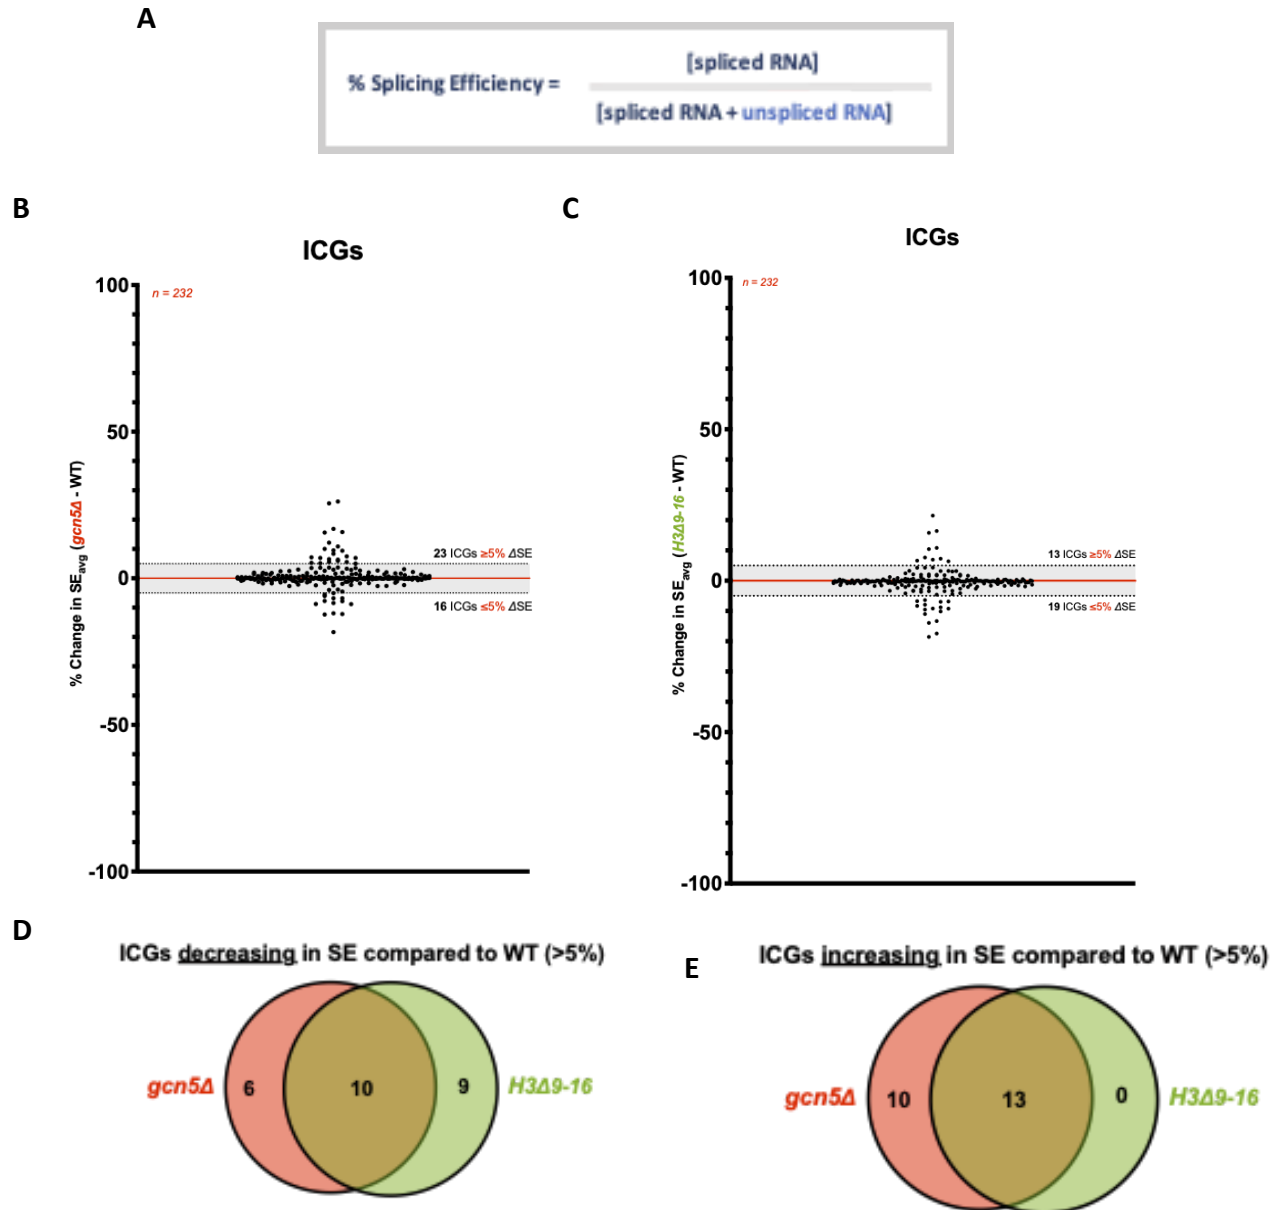 A
% Splicing Efficiency =
[spliced RNA]
[spliced RNA + unspliced RNA]
B
ICGs
n = 232
100
50
0
-50
-100
% Change in SEavg (gcn5Δ - WT)
23 ICGs ≥5% ΔSE
16 ICGs ≤5% ΔSE
C
ICGs
n = 232
100
50
0
-50
-100
% Change in SEavg (H3Δ9-16 - WT)
13 ICGs ≥5% ΔSE
19 ICGs ≤5% ΔSE
D
ICGs decreasing in SE compared to WT (>5%)
gcn5Δ
6
10
9
H3Δ9-16
E
ICGs increasing in SE compared to WT (>5%)
gcn5Δ
10
13
0
H3Δ9-16